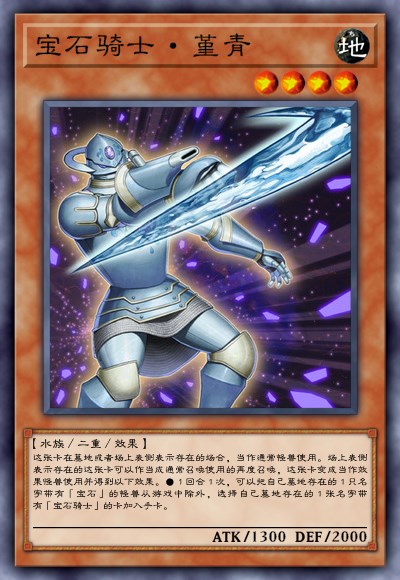 宝石骑士·堇青
地
【水族/二重/效果】
这张卡在墓地或者场上表侧表示存在的场合，当作通常怪兽使用。场上表侧
表示存在的这张卡可以作当成通常召唤使用的再度召唤，这张卡变成当作效
果怪兽使用并得到以下效果。●1回合1次，可以把自己墓地存在的1只名
字带有「宝石」的怪兽从游戏中除外，选择自己墓地存在的1张名字带
有「宝石骑士」的卡加入手卡。
ATK/1300 DEF/2000